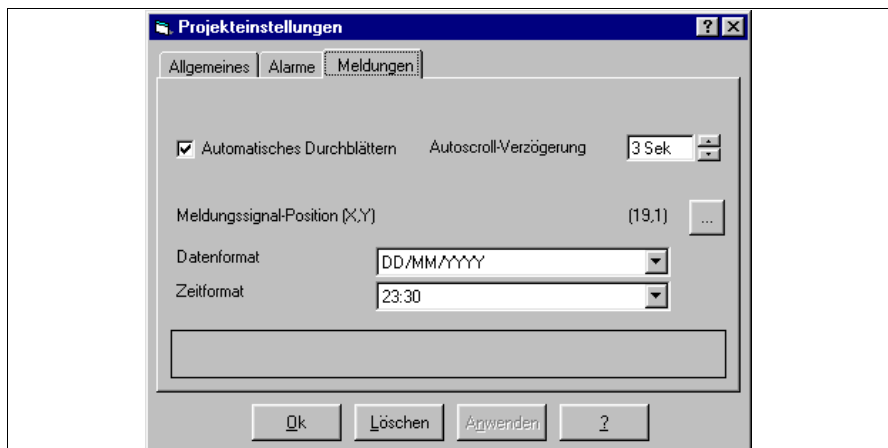 Projekteinstellungen
Allgemeines Alarme Meldungen
Automatisches Durchblättern Autoscroll-Verzögerung 3 Sek
Meldungssignal-Position (X,Y) (19,1) ...
Datenformat DD/MM/YYYY
Zeitformat 23:30
Ok Löschen Anwenden ?